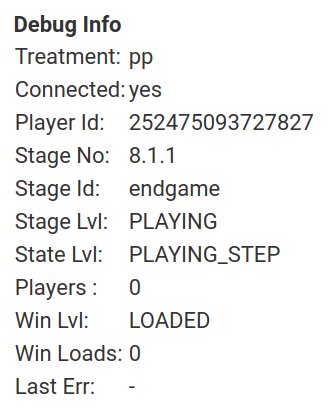 Debug Info
Treatment: pp
Connected: yes
Player Id: 252475093727827
Stage No: 8.1.1
Stage Id: endgame
Stage Lvl: PLAYING
State Lvl: PLAYING_STEP
Players : 0
Win Lvl: LOADED
Win Loads: 0
Last Err: -